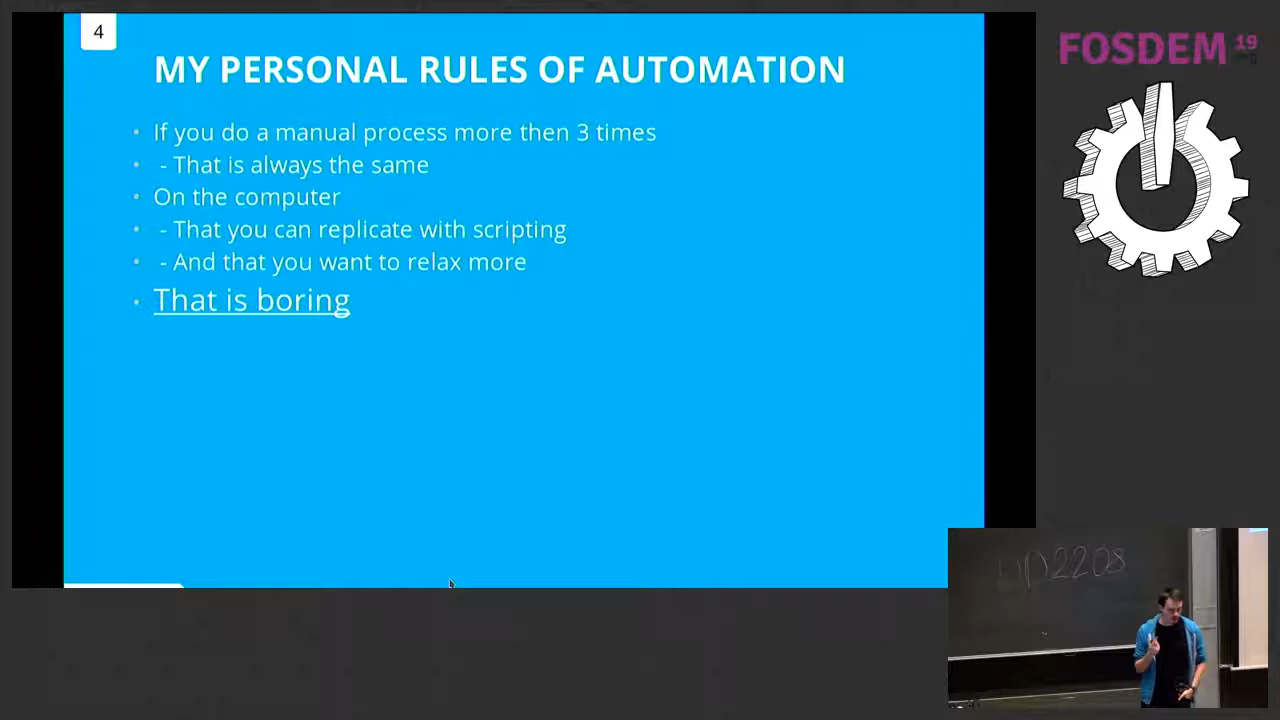 4
MY PERSONAL RULES OF AUTOMATION
• If you do a manual process more then 3 times
• - That is always the same
• On the computer
• - That you can replicate with scripting
• - And that you want to relax more
• That is boring
FOSDEM 19
2208